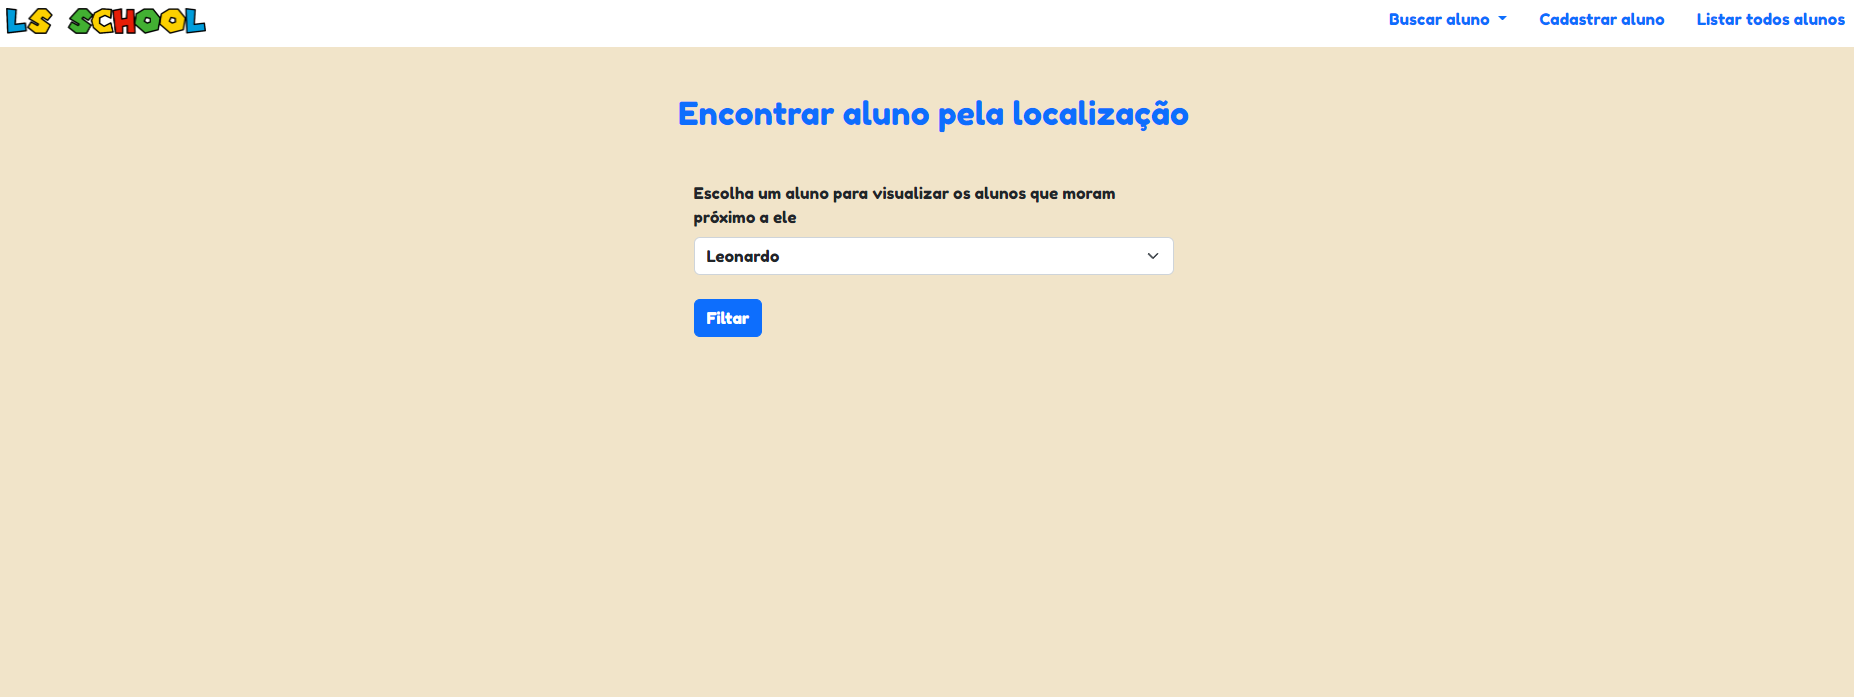 LS SCHOOL
Buscar aluno
Cadastrar aluno
Listar todos alunos
Encontrar aluno pela localização
Escolha um aluno para visualizar os alunos que moram
próximo a ele
Leonardo
Filtar